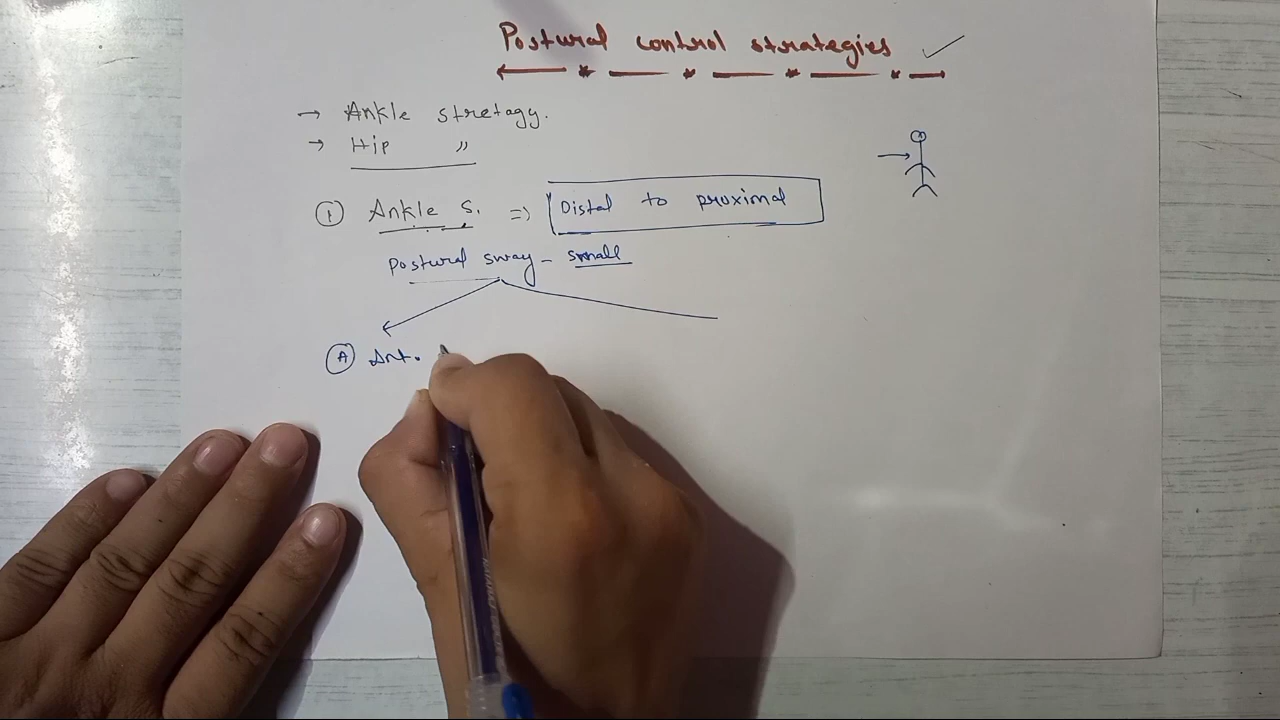 Postural control strategies
→ Ankle stretagy.
→ Hip "
① Ankle S. => Distal to proximal
Postural sway - small
Ⓐ Ant.